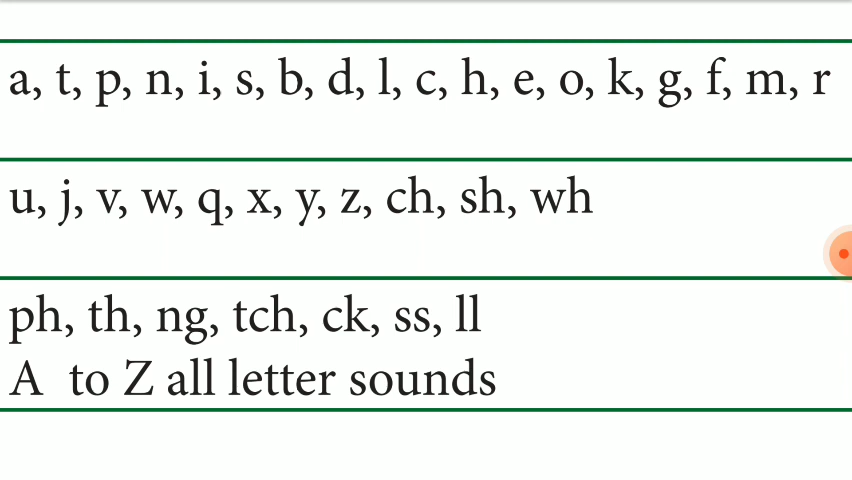 a, t, p, n, i, s, b, d, l, c, h, e, o, k, g, f, m, r
u, j, v, w, q, x, y, z, ch, sh, wh
ph, th, ng, tch, ck, ss, ll
A to Z all letter sounds